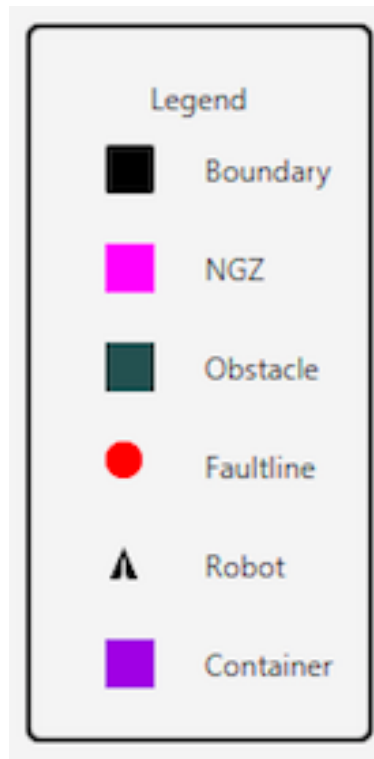 Legend
Boundary
NGZ
Obstacle
Faultline
Robot
Container